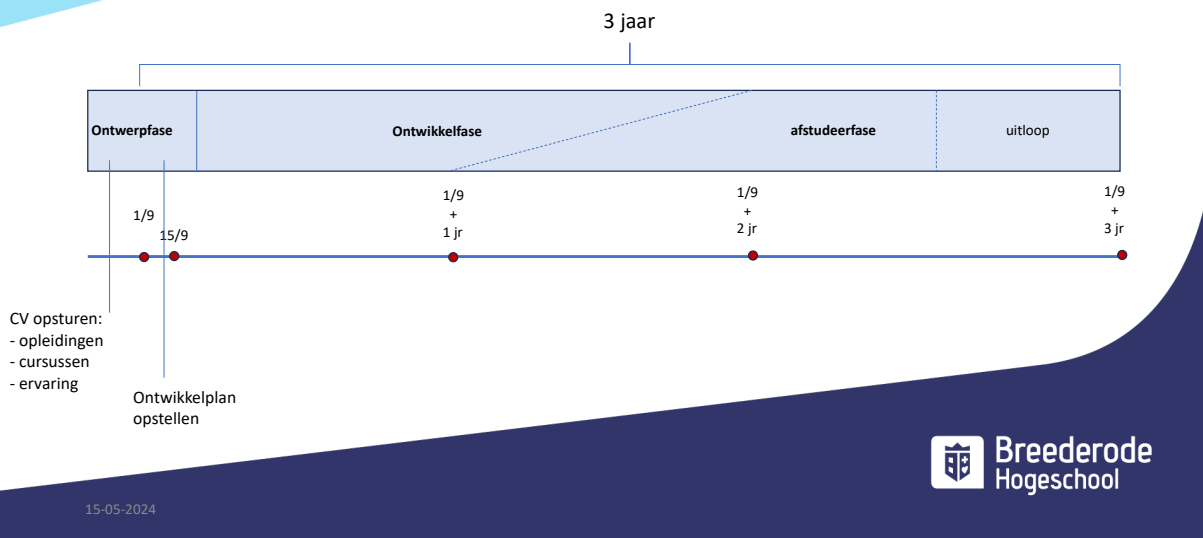 3 jaar
Ontwerpfase
Ontwikkelfase
afstudeerfase
uitloop
1/9
15/9
1/9
+
1 jr
1/9
+
2 jr
1/9
+
3 jr
CV opsturen:
- opleidingen
- cursussen
- ervaring
Ontwikkelplan
opstellen
Breederode
Hogeschool
15-05-2024